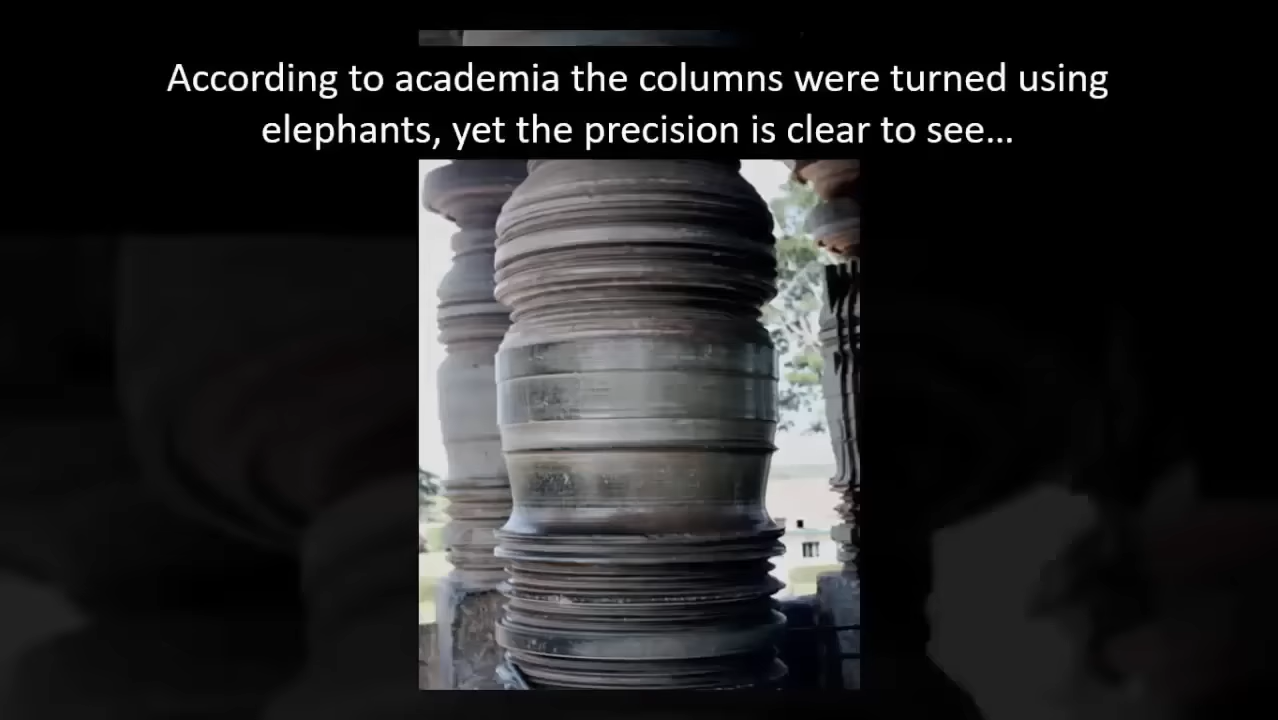 According to academia the columns were turned using
elephants, yet the precision is clear to see...